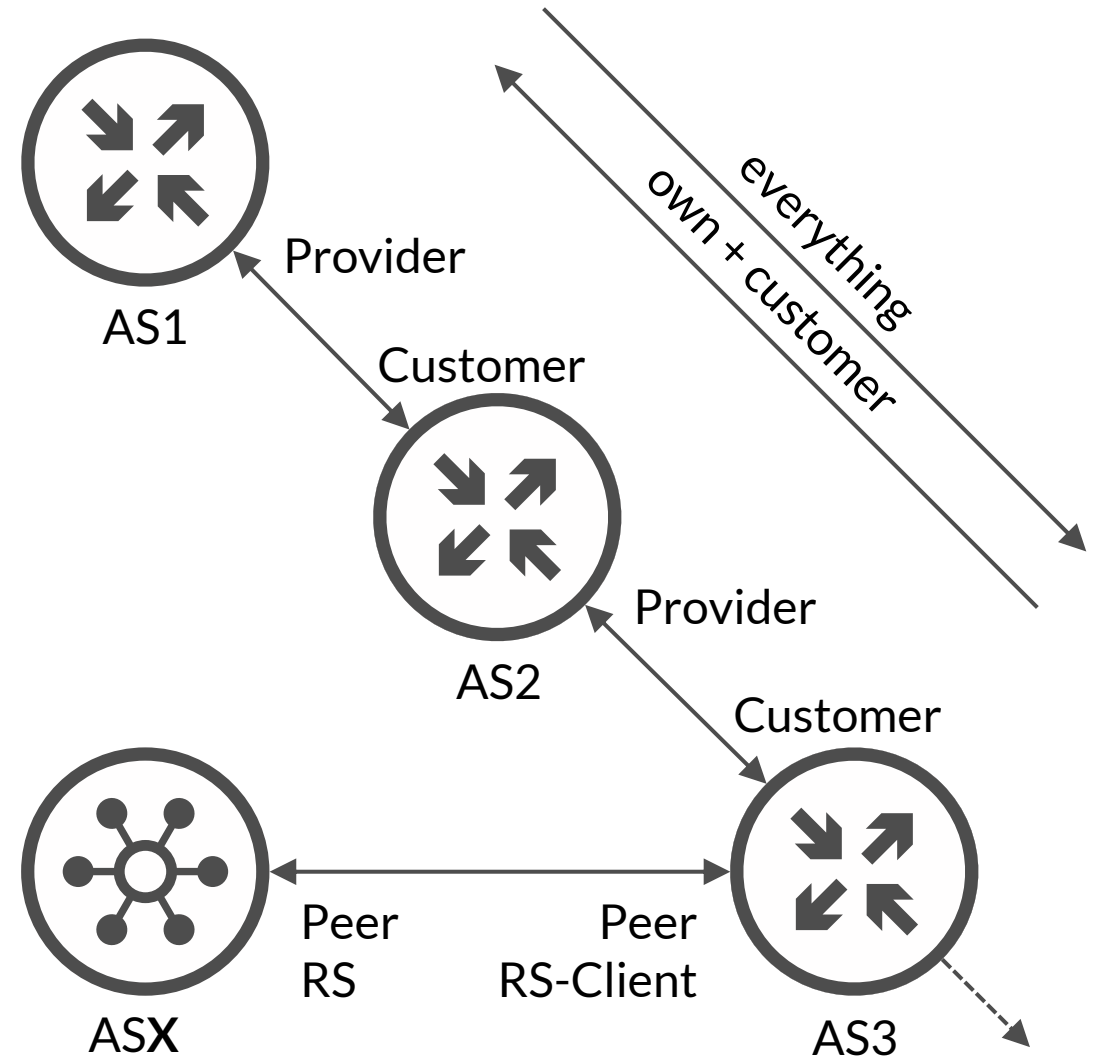 everything
own + customer
Provider
AS1
Customer
Provider
AS2
Customer
Peer
RS
Peer
RS-Client
ASX
AS3